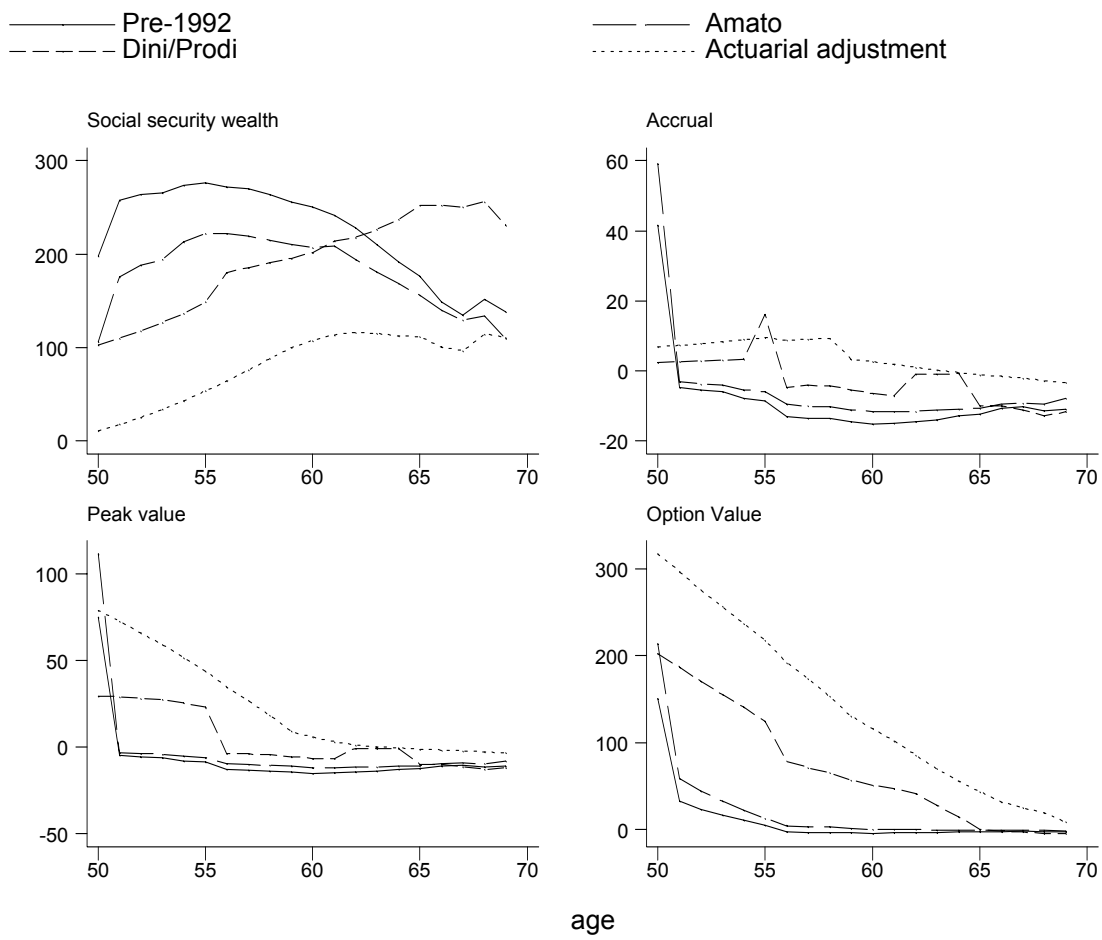 Pre-1992 Amato
Dini/Prodi Actuarial adjustment
Social security wealth
300
200
100
0
50 55 60 65 70
Accrual
60
40
20
0
-20
50 55 60 65 70
Peak value
100
50
0
-50
50 55 60 65 70
Option Value
300
200
100
0
50 55 60 65 70
age